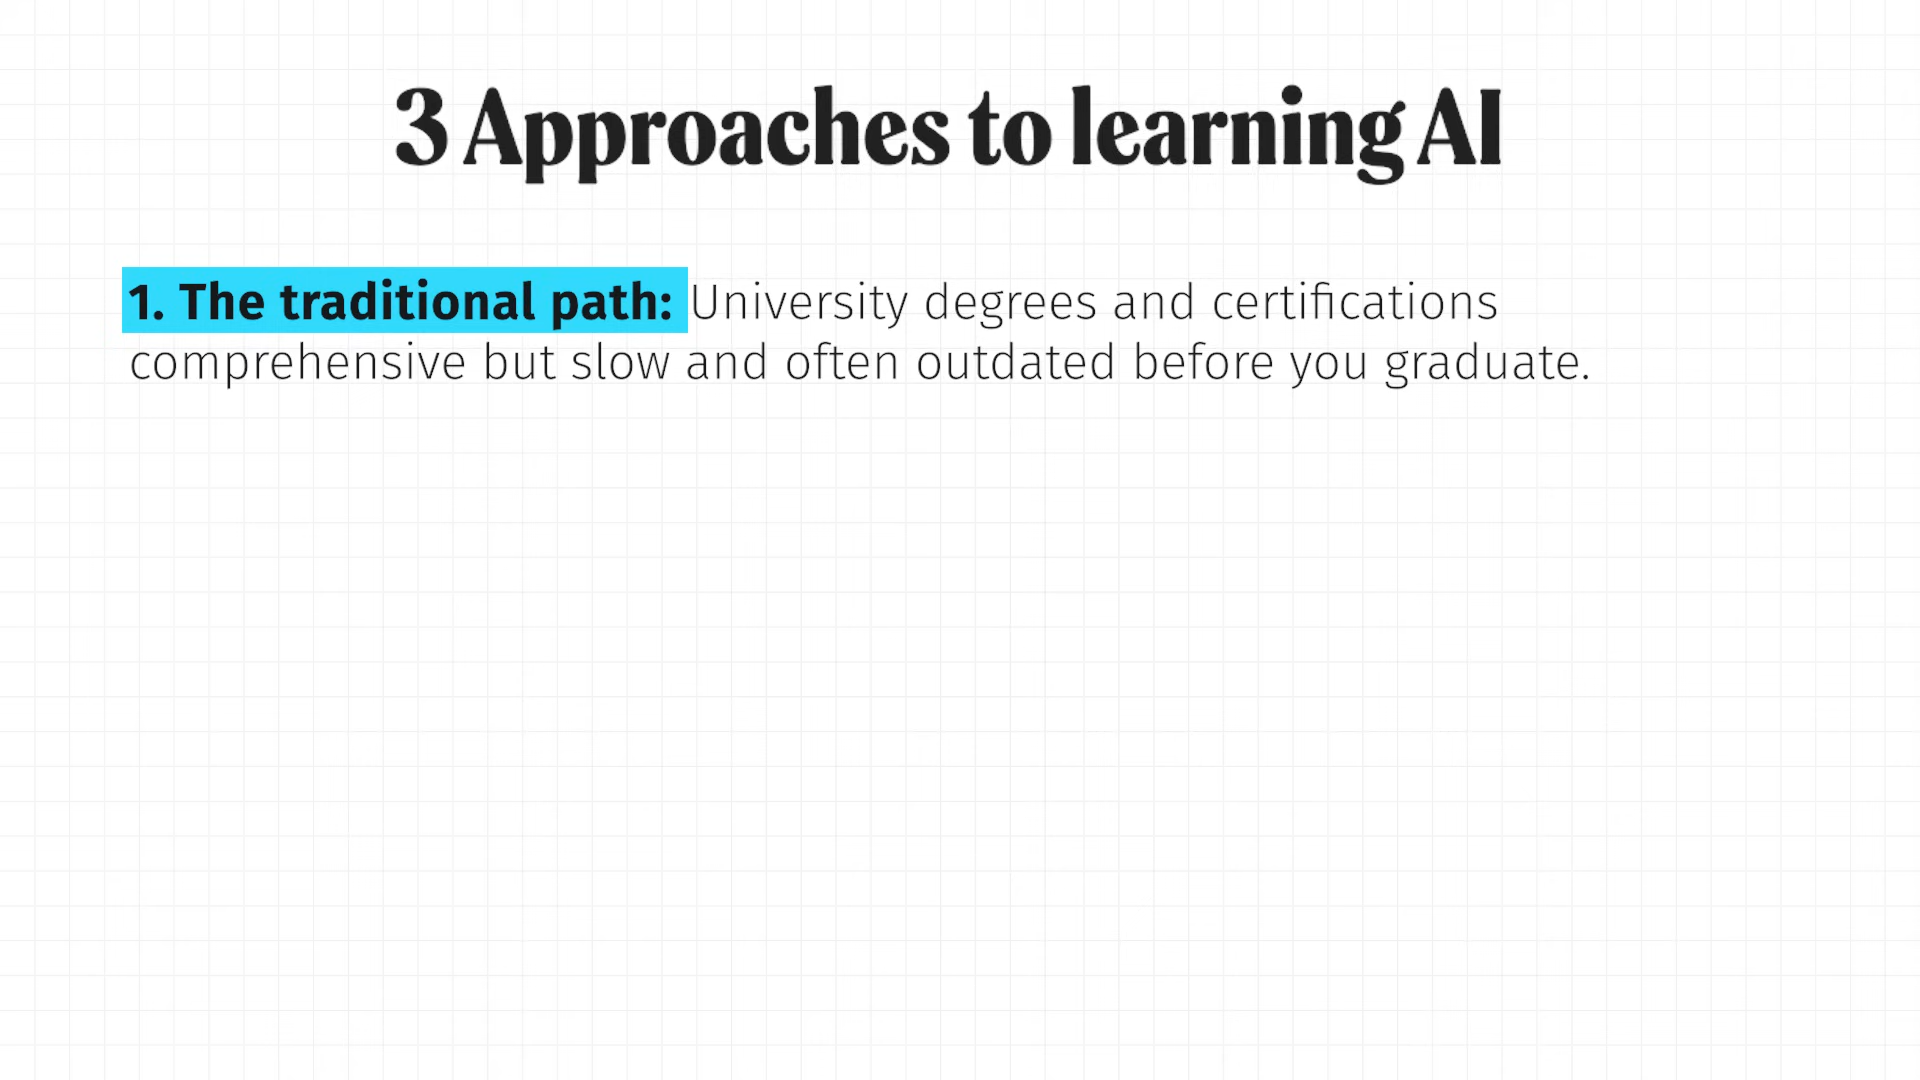 3 Approaches to learning AI
1. The traditional path: University degrees and certifications
comprehensive but slow and often outdated before you graduate.